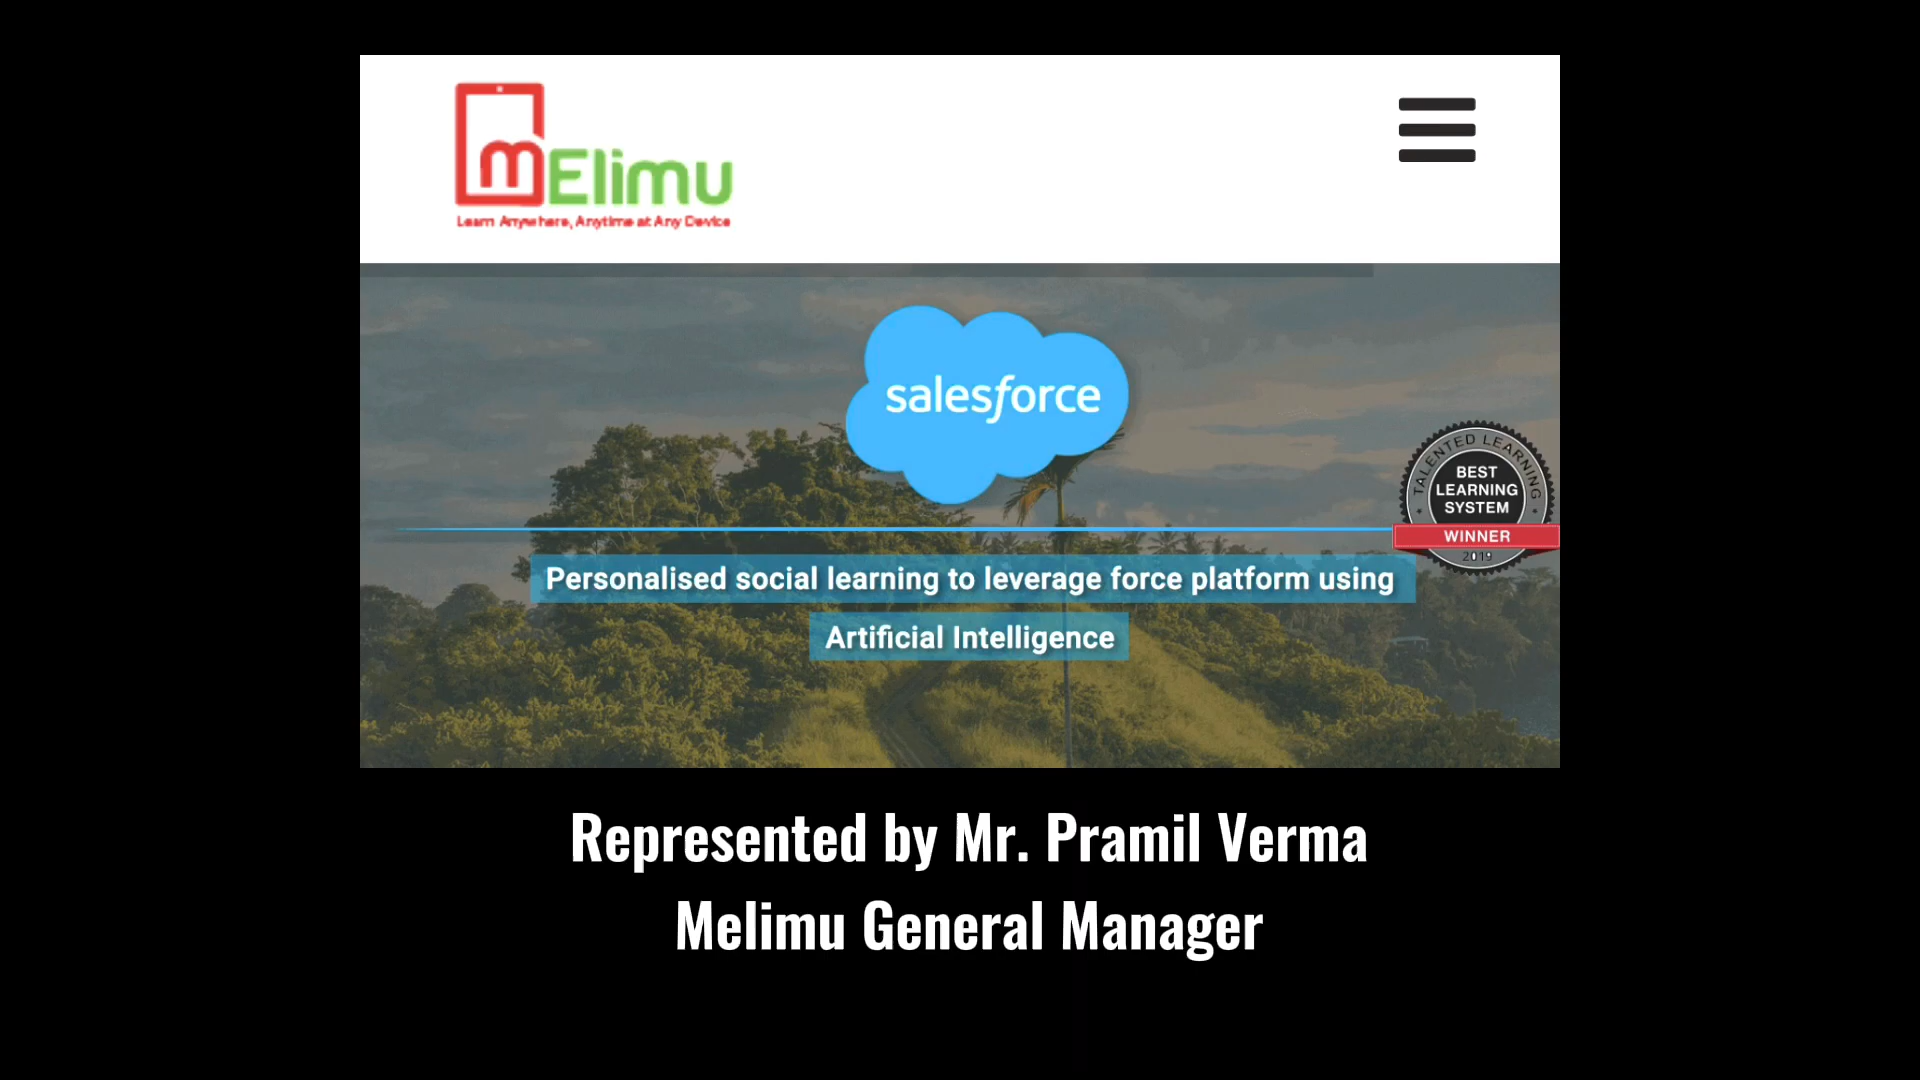 mElimu
Learn Anywhere, Anytime at Any Device
salesforce
TALENTED LEARNING
BEST
LEARNING
SYSTEM
WINNER
2019
Personalised social learning to leverage force platform using
Artificial Intelligence
Represented by Mr. Pramil Verma
Melimu General Manager